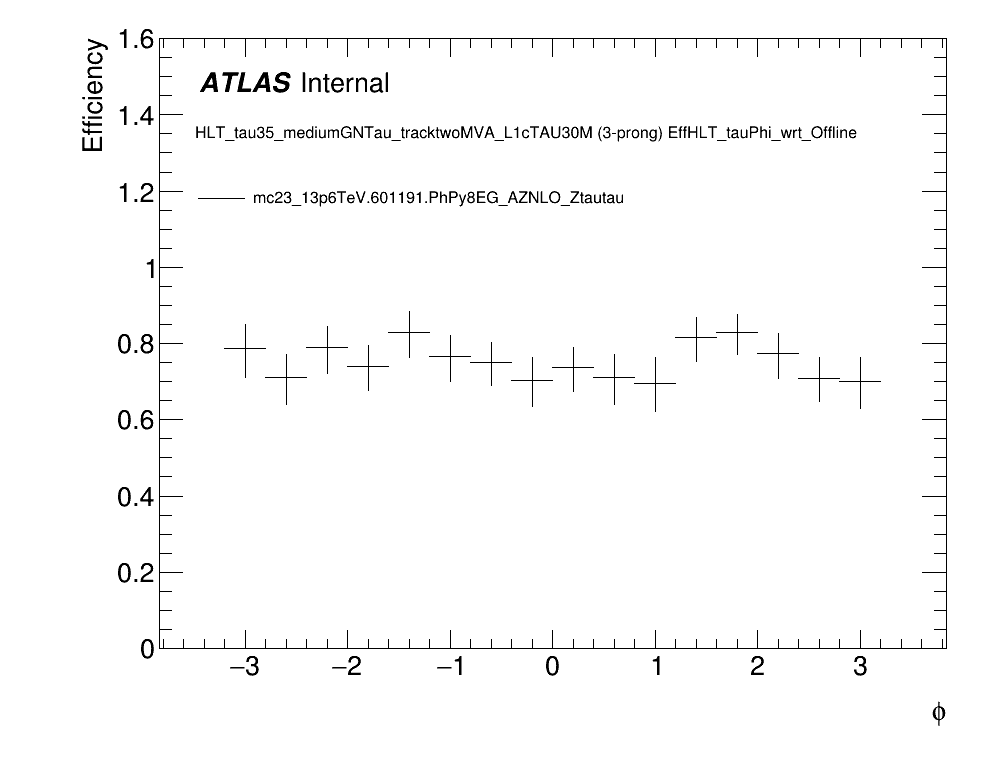 Efficiency
1.6
ATLAS Internal
1.4
HLT_tau35_mediumGNTau_tracktwoMVA_L1cTAU30M (3-prong) EffHLT_tauPhi_wrt_Offline
1.2
mc23_13p6TeV.601191.PhPy8EG_AZNLO_Ztautau
1
0.8
0.6
0.4
0.2
0
−3 −2 −1 0 1 2 3
ϕ